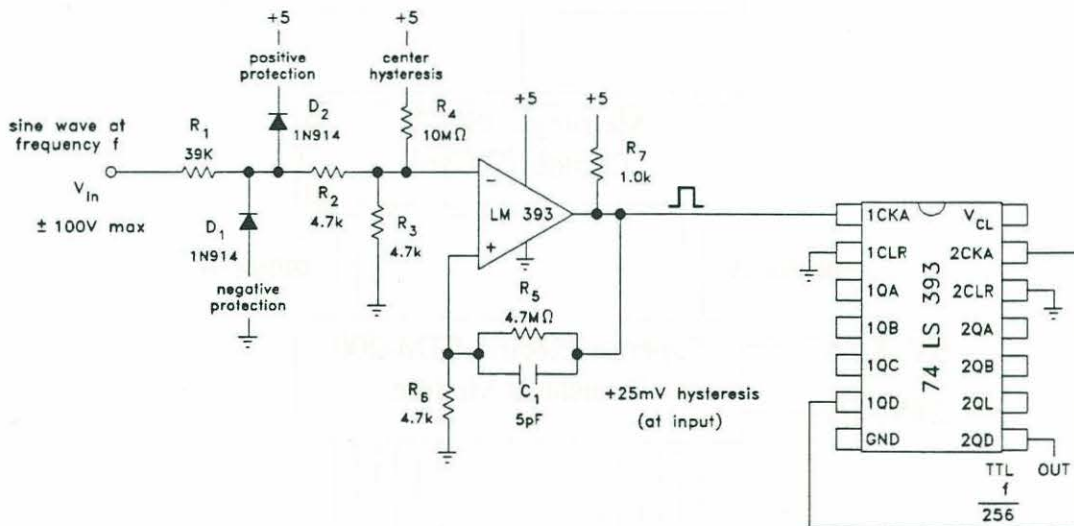 +5
+5
positive
protection
center
hysteresis
+5
+5
sine wave at
frequency f
R1
39K
D2
1N914
R4
10MΩ
R7
1.0k
VIn
± 100V max
D1
1N914
R2
4.7k
R3
4.7k
−
LM 393
+
negative
protection
R5
4.7MΩ
C1
5pF
R6
4.7k
+25mV hysteresis
(at input)
1CKA
VCL
1CLR
2CKA
1QA
2CLR
1QB
2QA
1QC
2QB
1QD
2QL
GND
2QD
74 LS 393
TTL OUT
f
256